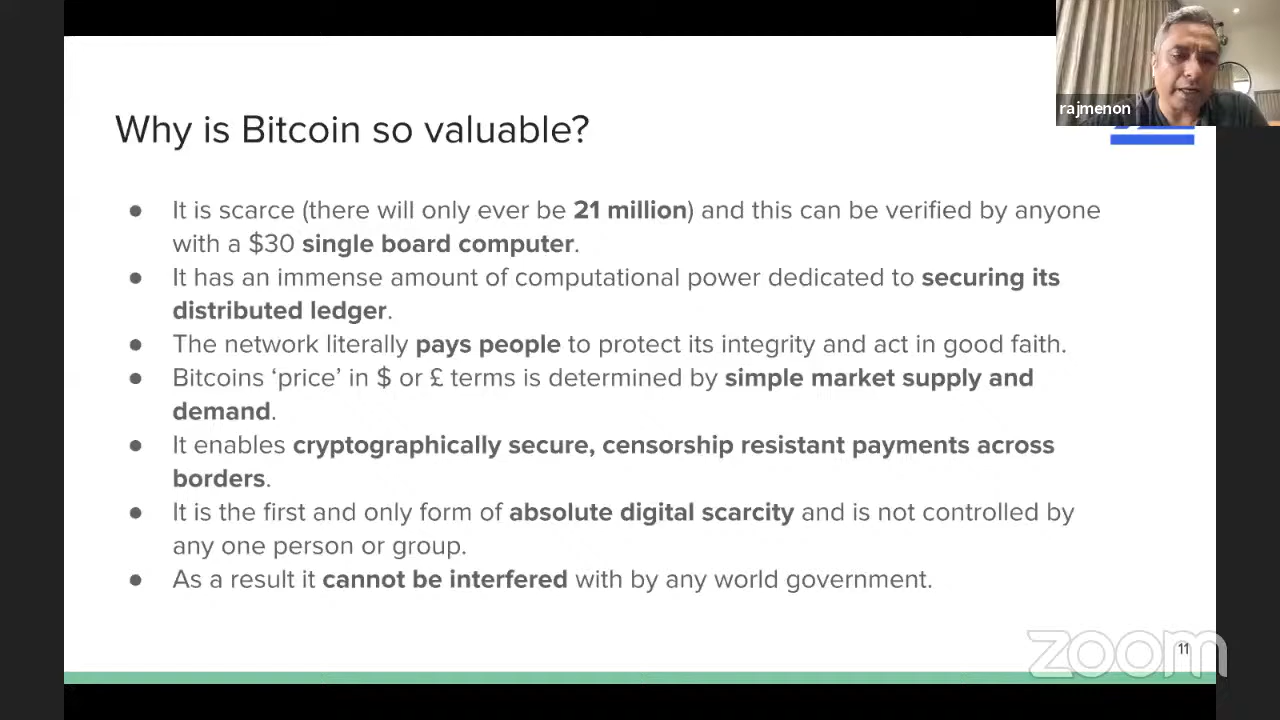 rajmenon
Why is Bitcoin so valuable?
● It is scarce (there will only ever be 21 million) and this can be verified by anyone
with a $30 single board computer.
● It has an immense amount of computational power dedicated to securing its
distributed ledger.
● The network literally pays people to protect its integrity and act in good faith.
● Bitcoins ‘price’ in $ or £ terms is determined by simple market supply and
demand.
● It enables cryptographically secure, censorship resistant payments across
borders.
● It is the first and only form of absolute digital scarcity and is not controlled by
any one person or group.
● As a result it cannot be interfered with by any world government.
zoom
11